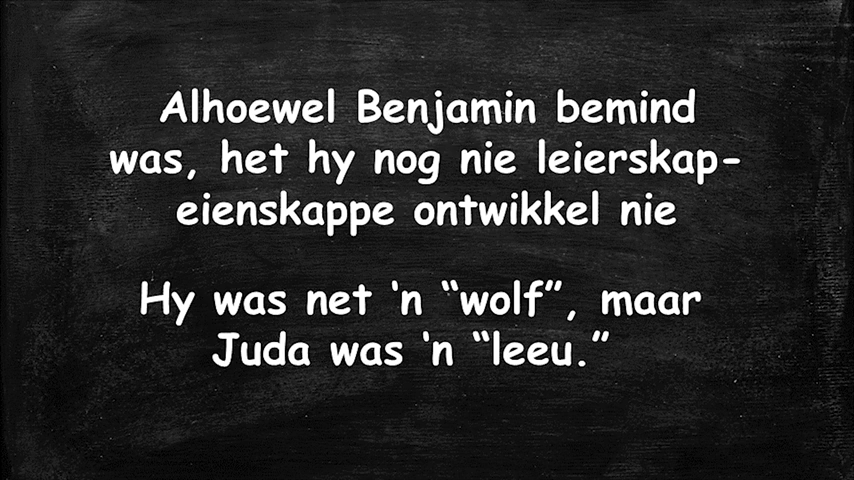 Alhoewel Benjamin bemind
was, het hy nog nie leierskap-
eienskappe ontwikkel nie
Hy was net ‘n “wolf”, maar
Juda was ‘n “leeu.”